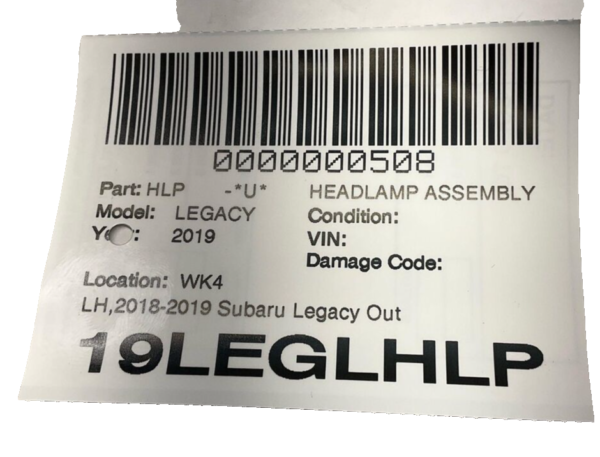 0000000508
Part: HLP -*U* HEADLAMP ASSEMBLY
Model: LEGACY Condition:
2019 VIN:
Damage Code:
Location: WK4
LH,2018-2019 Subaru Legacy Out
19LEGLHLP